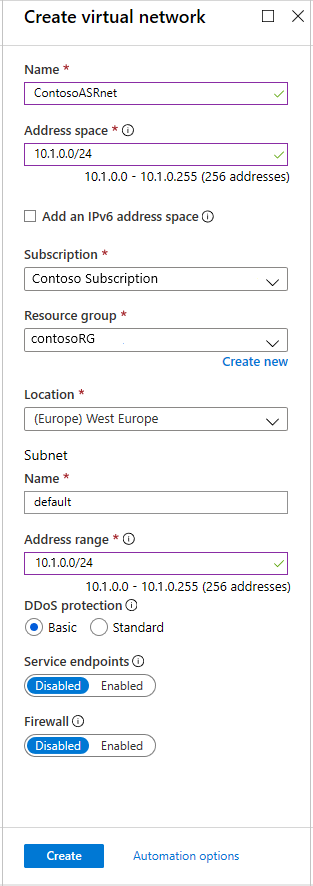 Create virtual network
Name *
ContosoASRnet
Address space *
10.1.0.0/24
10.1.0.0 - 10.1.0.255 (256 addresses)
Add an IPv6 address space
Subscription *
Contoso Subscription
Resource group *
contosoRG
Create new
Location *
(Europe) West Europe
Subnet
Name *
default
Address range *
10.1.0.0/24
10.1.0.0 - 10.1.0.255 (256 addresses)
DDoS protection
Basic Standard
Service endpoints
Disabled Enabled
Firewall
Disabled Enabled
Create Automation options